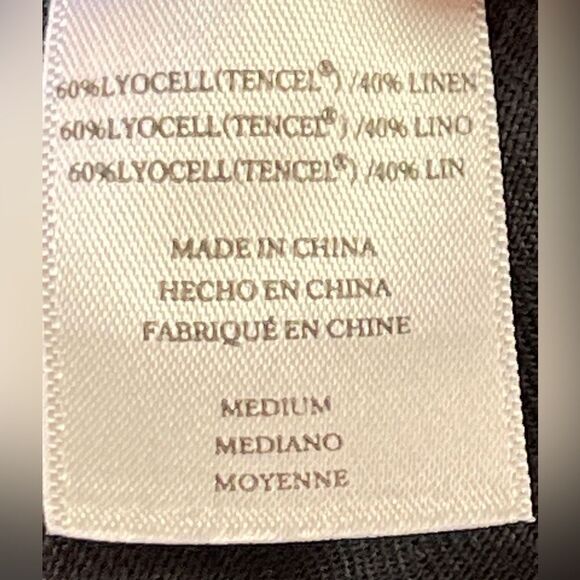 60%LYOCELL(TENCEL®) /40% LINEN
60%LYOCELL(TENCEL®) /40% LINO
60%LYOCELL(TENCEL®) /40% LIN
MADE IN CHINA
HECHO EN CHINA
FABRIQUÉ EN CHINE
MEDIUM
MEDIANO
MOYENNE